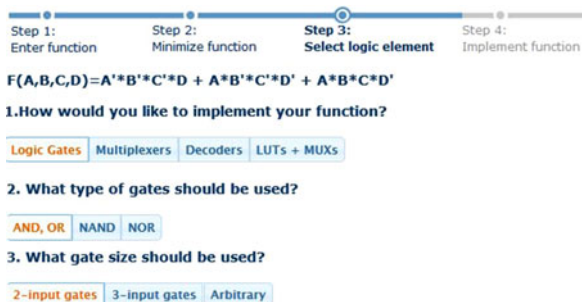 Step 1: Step 2: Step 3: Step 4:
Enter function Minimize function Select logic element Implement function
F(A,B,C,D)=A'*B'*C'*D + A*B'*C'*D' + A*B*C*D'
1.How would you like to implement your function?
Logic Gates Multiplexers Decoders LUTs + MUXs
2. What type of gates should be used?
AND, OR NAND NOR
3. What gate size should be used?
2-input gates 3-input gates Arbitrary